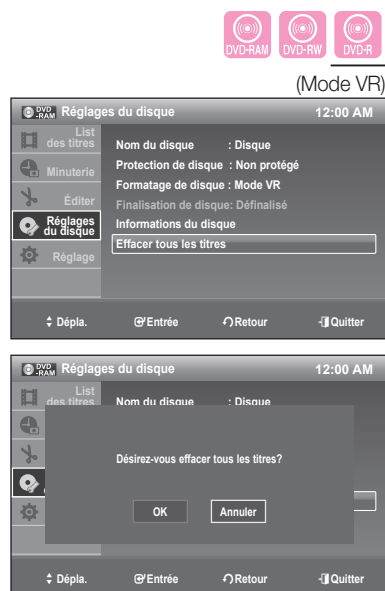 DVD-RAM DVD-RW DVD-R
(Mode VR)
DVD -RAM Réglages du disque 12:00 AM
List des titres
Minuterie
Éditer
Réglages du disque
Réglage
Nom du disque : Disque
Protection de disque : Non protégé
Formatage de disque : Mode VR
Finalisation de disque: Définalisé
Informations du disque
Effacer tous les titres
Dépla. Entrée Retour Quitter
DVD -RAM Réglages du disque 12:00 AM
List des titres
Nom du disque : Disque
Désirez-vous effacer tous les titres?
OK Annuler
Dépla. Entrée Retour Quitter